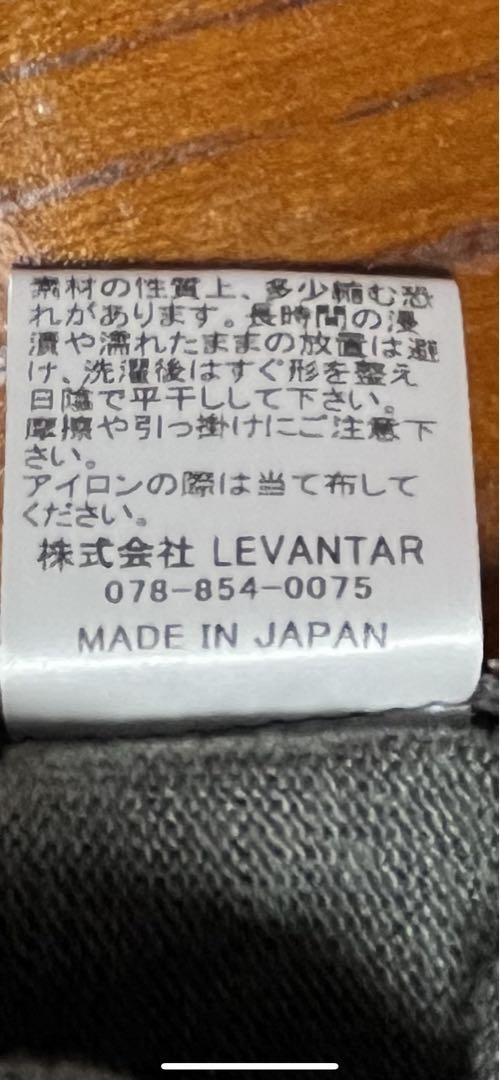 素材の性質上、多少縮む恐
れがあります。長時間の浸
漬や濡れたままの放置は避
け、洗濯後はすぐ形を整え
日陰で平干しして下さい。
摩擦や引っ掛けにご注意下
さい。
アイロンの際は当て布して
ください。
株式会社 LEVANTAR
078-854-0075
MADE IN JAPAN